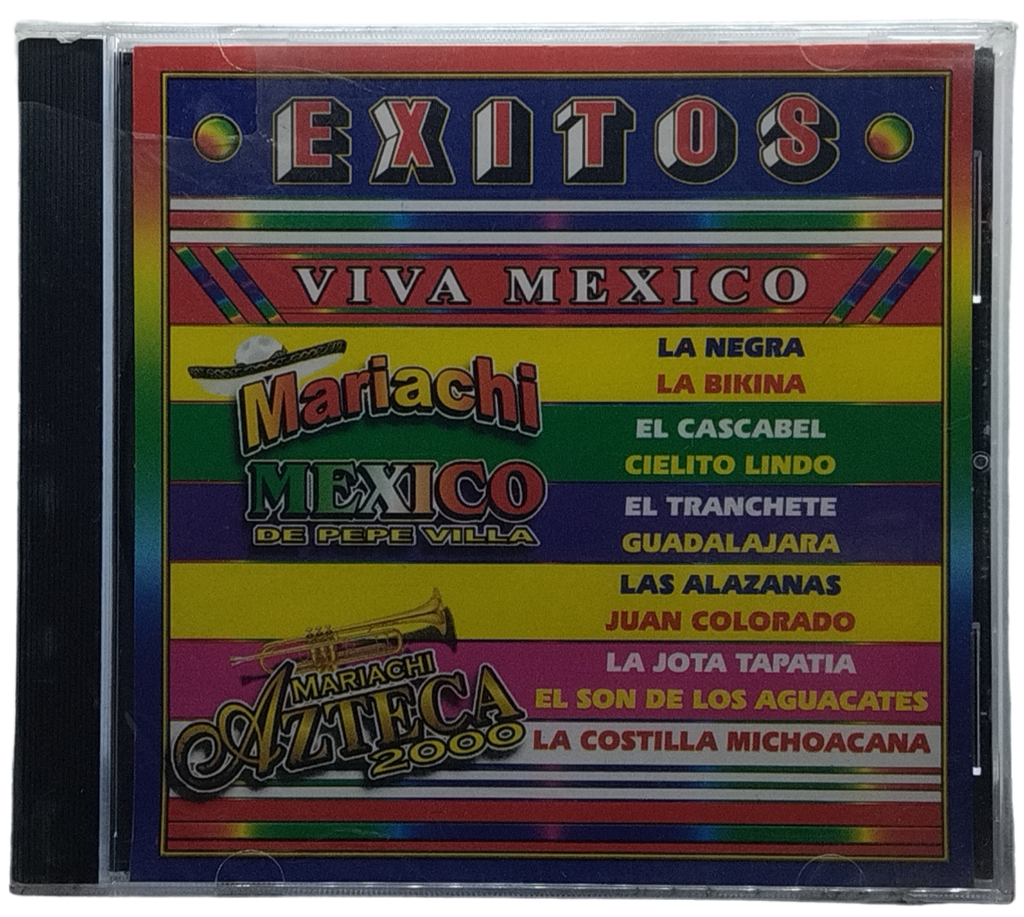 EXITOS
VIVA MEXICO
Mariachi
MEXICO
DE PEPE VILLA
MARIACHI
AZTECA
2000
LA NEGRA
LA BIKINA
EL CASCABEL
CIELITO LINDO
EL TRANCHETE
GUADALAJARA
LAS ALAZANAS
JUAN COLORADO
LA JOTA TAPATIA
EL SON DE LOS AGUACATES
LA COSTILLA MICHOACANA